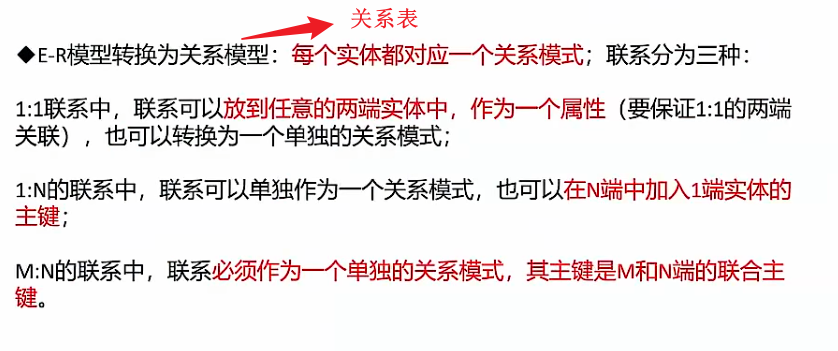 关系表
◆E-R模型转换为关系模型：每个实体都对应一个关系模式；联系分为三种：
1:1联系中，联系可以放到任意的两端实体中，作为一个属性（要保证1:1的两端
关联），也可以转换为一个单独的关系模式；
1:N的联系中，联系可以单独作为一个关系模式，也可以在N端中加入1端实体的
主键；
M:N的联系中，联系必须作为一个单独的关系模式，其主键是M和N端的联合主
键。